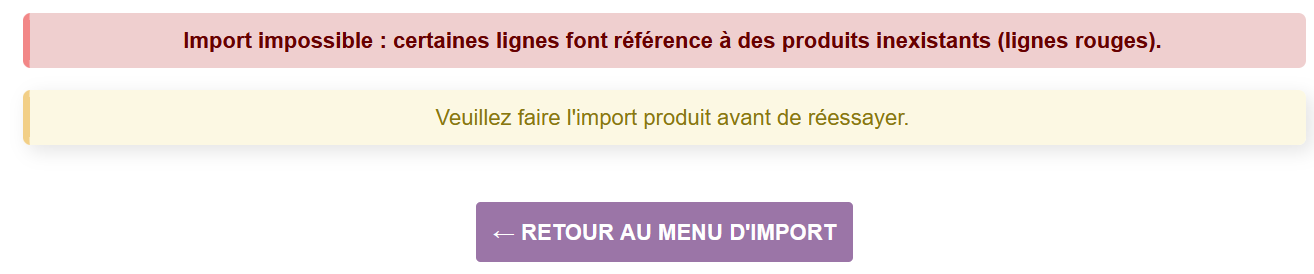 Import impossible : certaines lignes font référence à des produits inexistants (lignes rouges).
Veuillez faire l'import produit avant de réessayer.
← RETOUR AU MENU D'IMPORT